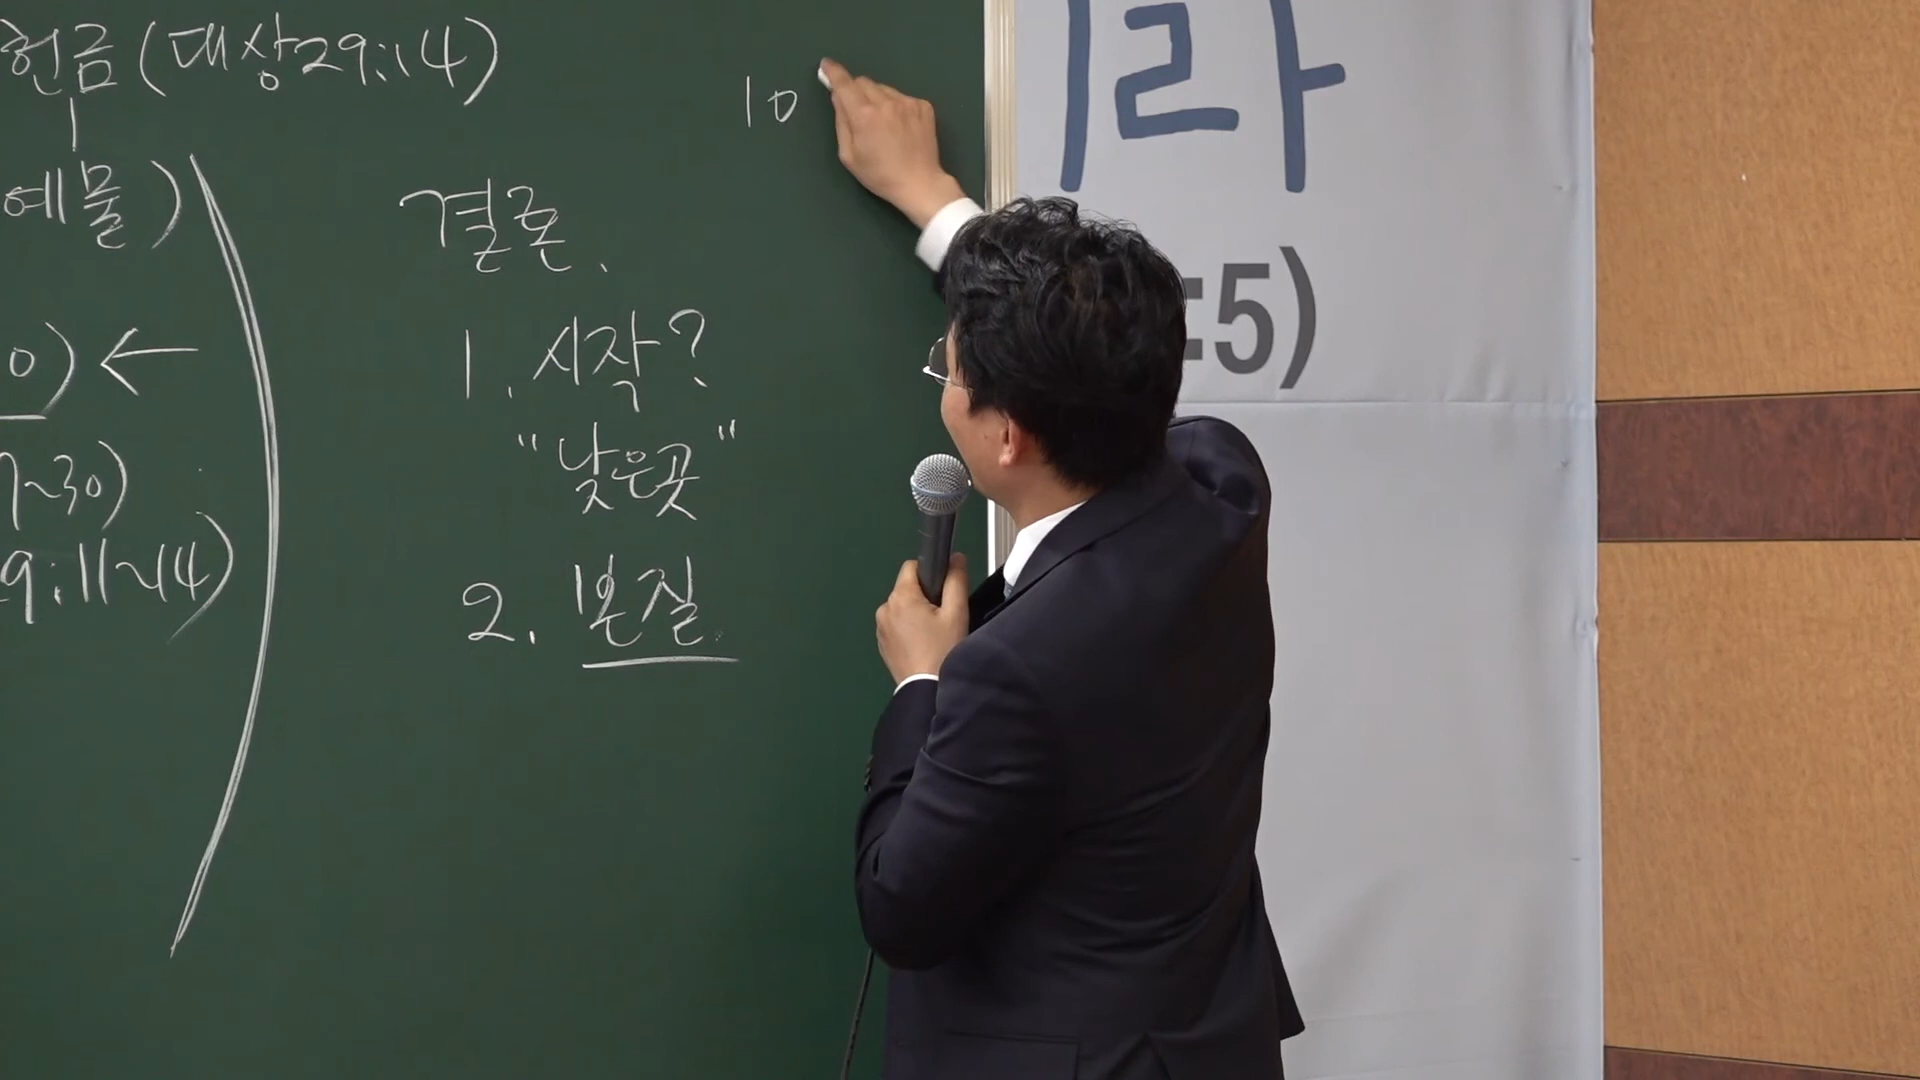 헌금(대상29:14)
예물)
0) ←
7~30)
9:11~14)
10
결론.
1. 시작?
"낮은곳"
2. 본질.
라
:5)